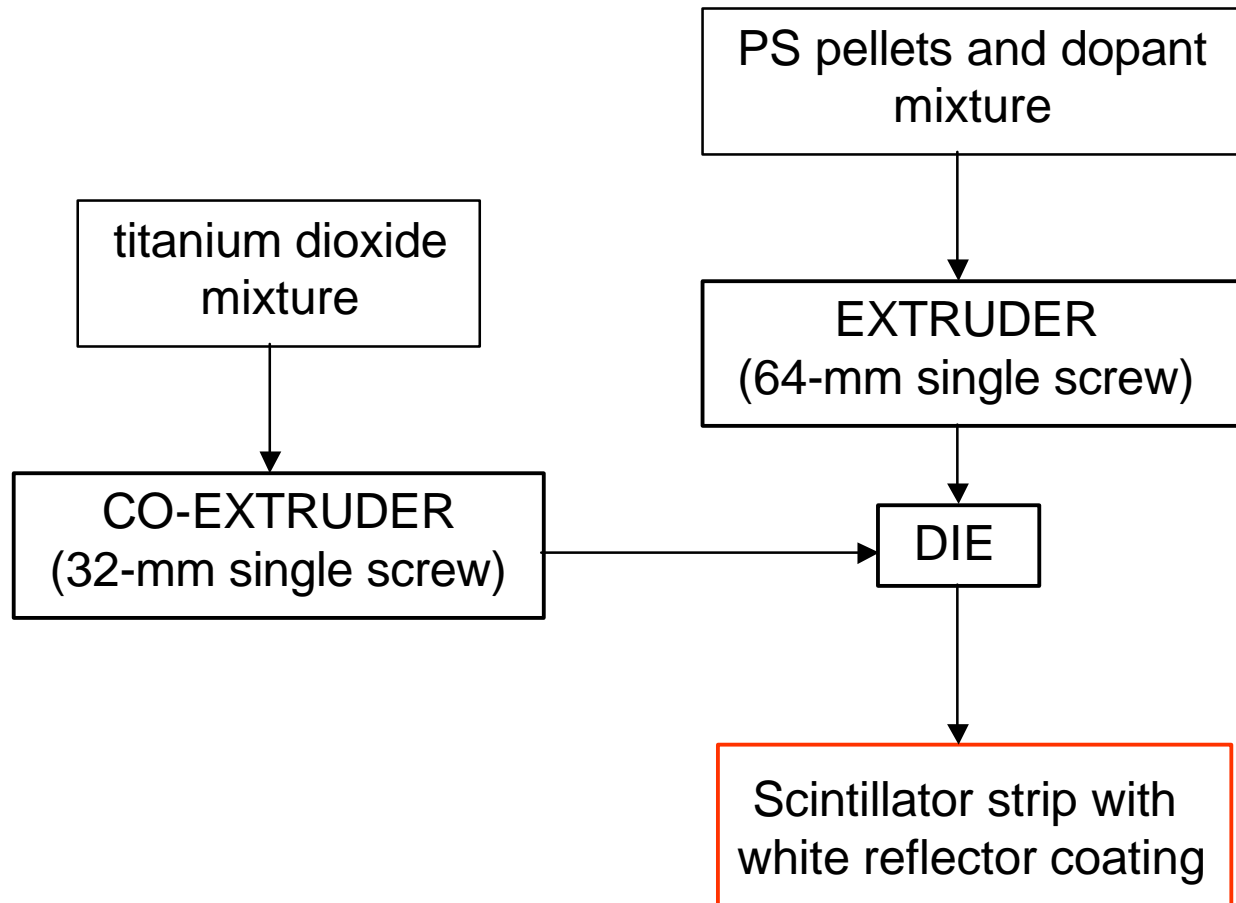 PS pellets and dopant
mixture
titanium dioxide
mixture
EXTRUDER
(64-mm single screw)
CO-EXTRUDER
(32-mm single screw)
DIE
Scintillator strip with
white reflector coating